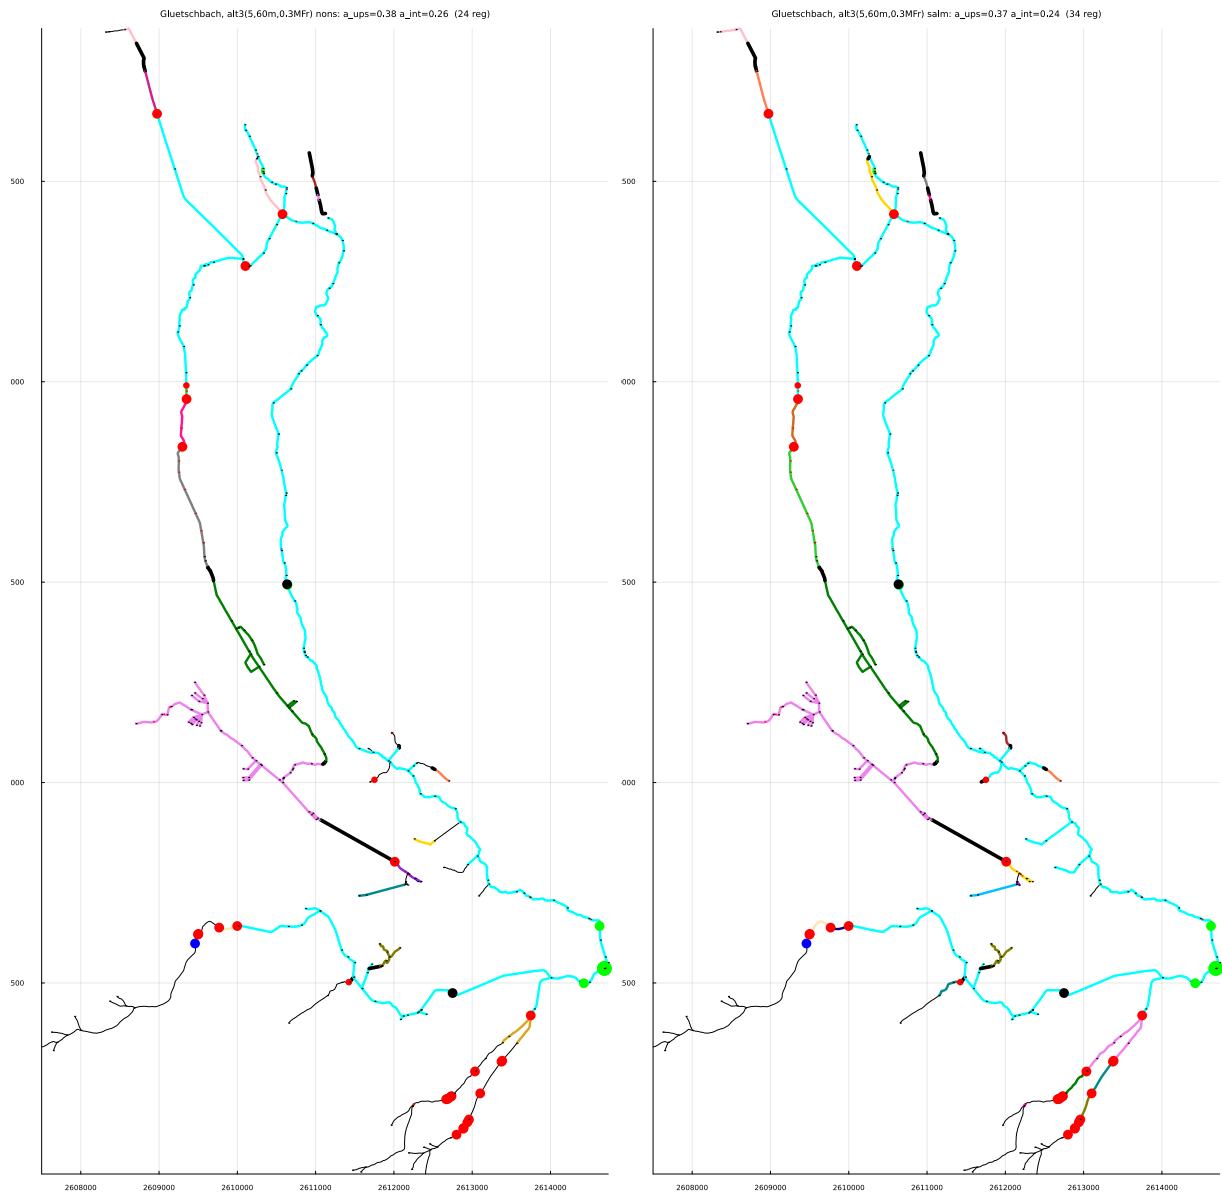 Gluetschbach, alt3(5,60m,0.3MFr) nons: a_ups=0.38 a_int=0.26 (24 reg)
Gluetschbach, alt3(5,60m,0.3MFr) salm: a_ups=0.37 a_int=0.24 (34 reg)
500
500
000
000
500
500
000
000
500
500
2608000 2609000 2610000 2611000 2612000 2613000 2614000
2608000 2609000 2610000 2611000 2612000 2613000 2614000